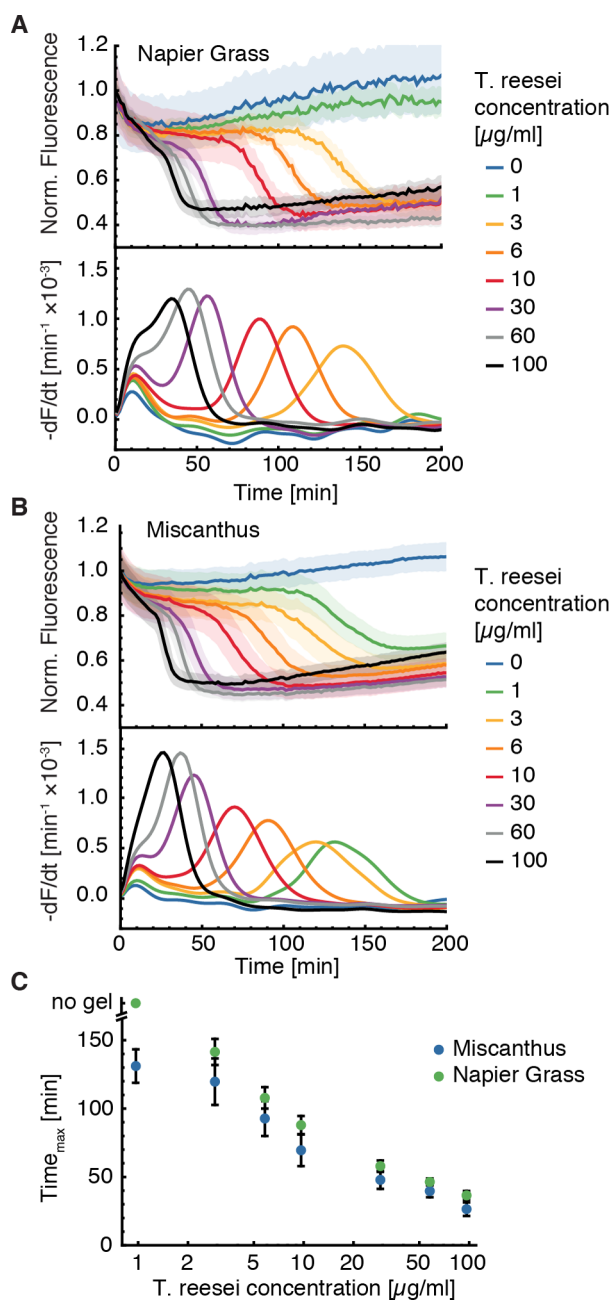 A
Napier Grass
Norm. Fluorescence
1.2
1.0
0.8
0.6
0.4
T. reesei
concentration
[µg/ml]
0
1
3
6
10
30
60
100
-dF/dt [min⁻¹ ×10⁻³]
1.5
1.0
0.5
0.0
0 50 100 150 200
Time [min]
B
Miscanthus
Norm. Fluorescence
1.2
1.0
0.8
0.6
0.4
T. reesei
concentration
[µg/ml]
0
1
3
6
10
30
60
100
-dF/dt [min⁻¹ ×10⁻³]
1.5
1.0
0.5
0.0
0 50 100 150 200
Time [min]
C
no gel
150
100
50
0
Time max [min]
Miscanthus
Napier Grass
1 2 5 10 20 50 100
T. reesei concentration [µg/ml]